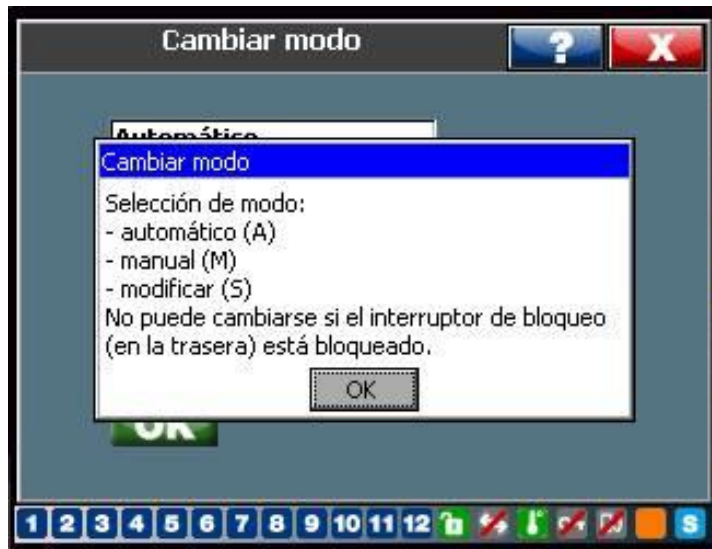 Cambiar modo
? X
Automático
Cambiar modo
Selección de modo:
- automático (A)
- manual (M)
- modificar (S)
No puede cambiarse si el interruptor de bloqueo
(en la trasera) está bloqueado.
OK
OK
1 2 3 4 5 6 7 8 9 10 11 12 S